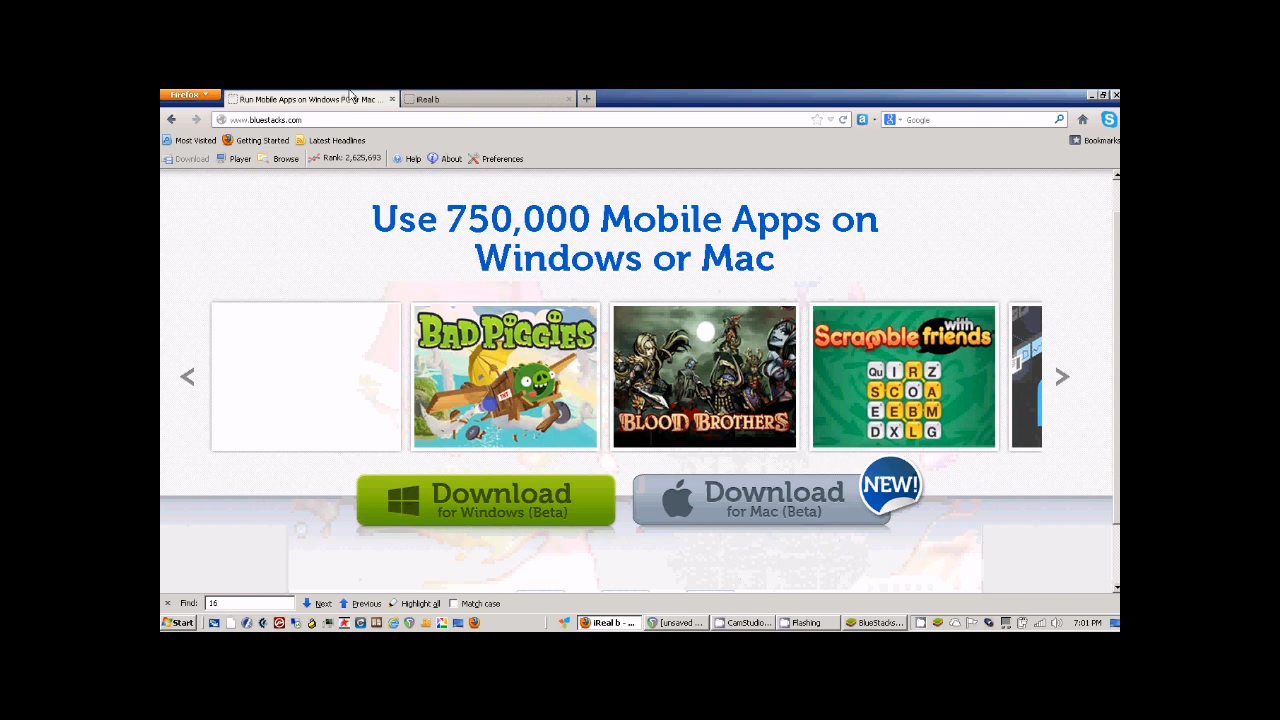 Firefox
Run Mobile Apps on Windows PC or Mac ...
iReal b
www.bluestacks.com
Google
Most Visited
Getting Started
Latest Headlines
Bookmarks
Download
Player
Browse
Rank: 2,625,693
Help
About
Preferences
Use 750,000 Mobile Apps on
Windows or Mac
BAD PIGGIES
TNT
BLOOD BROTHERS
Scramble with friends
Qu I R Z
S C O A
E E B M
D X L G
Download
for Windows (Beta)
Download
for Mac (Beta)
NEW!
Find: 16
Next
Previous
Highlight all
Match case
Start
iReal b - ...
[unsaved ...
CamStudio...
Flashing
BlueStacks...
7:01 PM